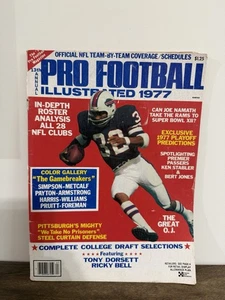 OFFICIAL NFL TEAM-BY-TEAM COVERAGE/SCHEDULES
$1.25
13th
ANNUAL
PRO FOOTBALL
ILLUSTRATED 1977
IN-DEPTH
ROSTER
ANALYSIS
ALL 28
NFL CLUBS
CAN JOE NAMATH
TAKE THE RAMS TO
SUPER BOWL XII?
EXCLUSIVE
1977 PLAYOFF
PREDICTIONS
SPOTLIGHTING
PREMIER
PASSERS
KEN STABLER
&
BERT JONES
COLOR GALLERY
"The Gamebreakers"
SIMPSON-METCALF
PAYTON-ARMSTRONG
HARRIS-WILLIAMS
PRUITT-FOREMAN
32
THE
GREAT
O.J.
PITTSBURGH'S MIGHTY
"We Take No Prisoners"
STEEL CURTAIN DEFENSE
COMPLETE COLLEGE DRAFT SELECTIONS
Featuring
TONY DORSETT
RICKY BELL